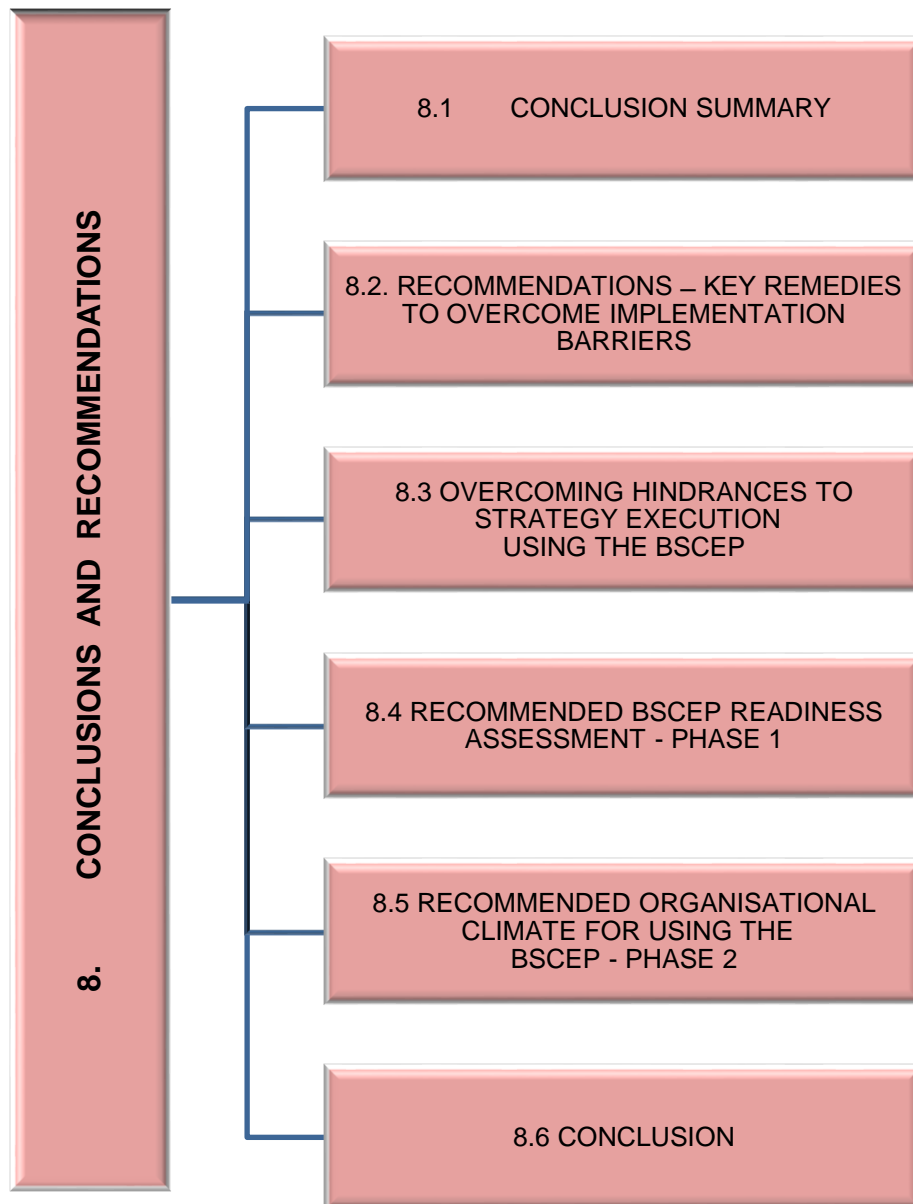 8. CONCLUSIONS AND RECOMMENDATIONS
8.1 CONCLUSION SUMMARY
8.2. RECOMMENDATIONS – KEY REMEDIES
TO OVERCOME IMPLEMENTATION
BARRIERS
8.3 OVERCOMING HINDRANCES TO
STRATEGY EXECUTION
USING THE BSCEP
8.4 RECOMMENDED BSCEP READINESS
ASSESSMENT - PHASE 1
8.5 RECOMMENDED ORGANISATIONAL
CLIMATE FOR USING THE
BSCEP - PHASE 2
8.6 CONCLUSION